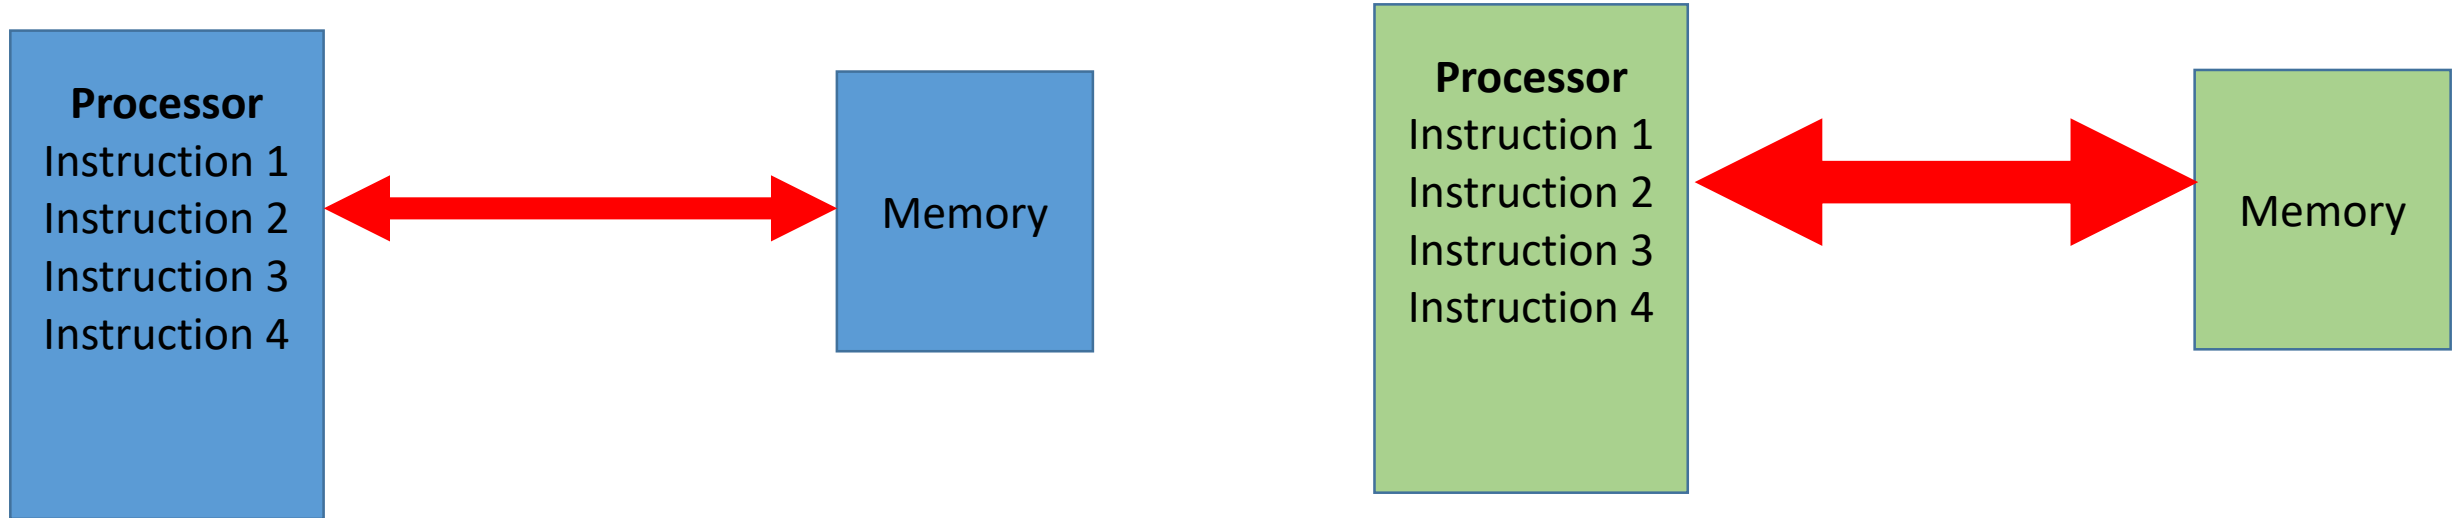 Processor
Instruction 1
Instruction 2
Instruction 3
Instruction 4
Memory
Processor
Instruction 1
Instruction 2
Instruction 3
Instruction 4
Memory